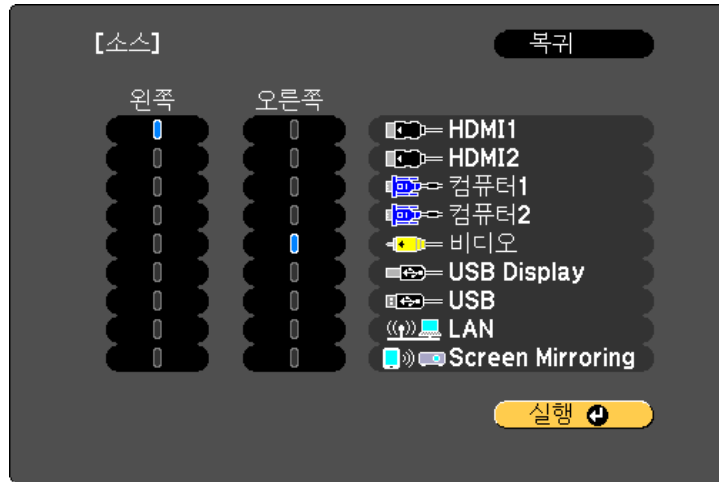 [소스]
복귀
왼쪽 오른쪽
HDMI1
HDMI2
컴퓨터1
컴퓨터2
비디오
USB Display
USB
LAN
Screen Mirroring
실행